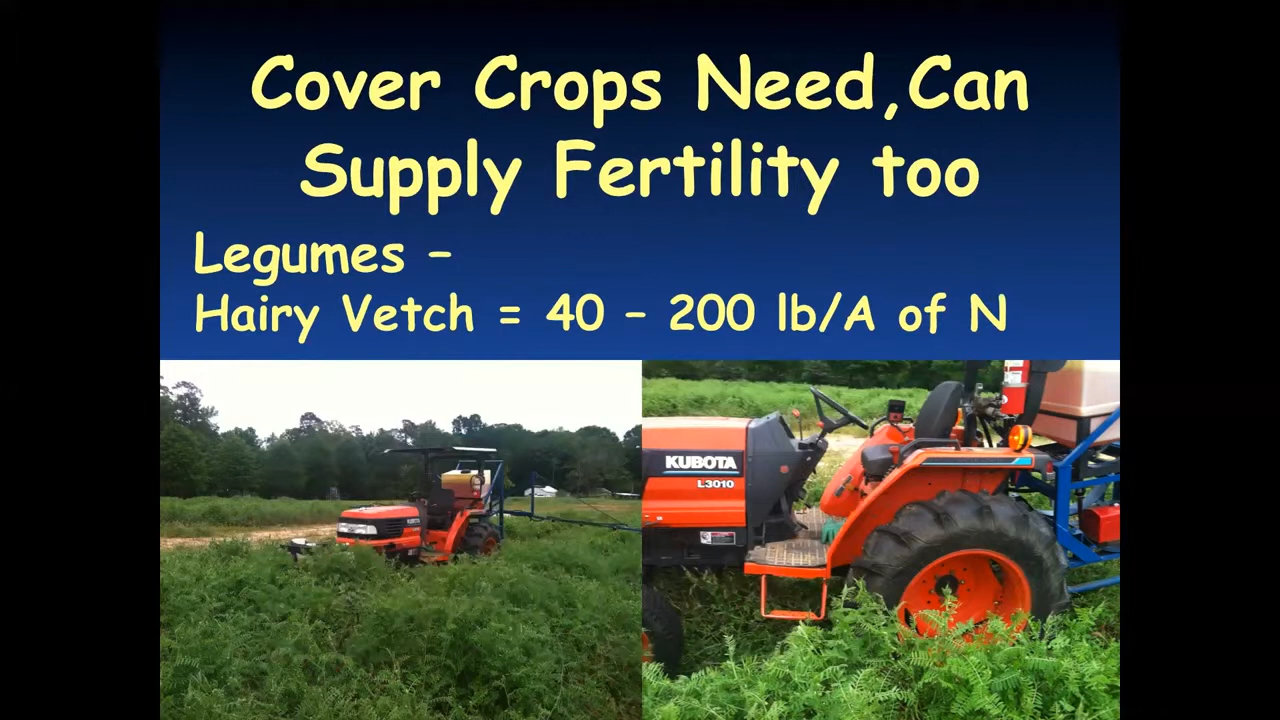 Cover Crops Need,Can
Supply Fertility too
Legumes –
Hairy Vetch = 40 – 200 lb/A of N
KUBOTA
L3010